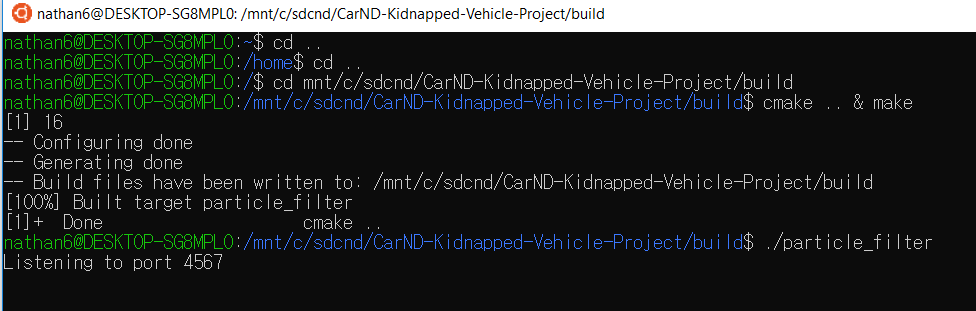 nathan6@DESKTOP-SG8MPL0: /mnt/c/sdcnd/CarND-Kidnapped-Vehicle-Project/build
nathan6@DESKTOP-SG8MPL0:~$ cd ..
nathan6@DESKTOP-SG8MPL0:/home$ cd ..
nathan6@DESKTOP-SG8MPL0:/$ cd mnt/c/sdcnd/CarND-Kidnapped-Vehicle-Project/build
nathan6@DESKTOP-SG8MPL0:/mnt/c/sdcnd/CarND-Kidnapped-Vehicle-Project/build$ cmake .. & make
[1] 16
-- Configuring done
-- Generating done
-- Build files have been written to: /mnt/c/sdcnd/CarND-Kidnapped-Vehicle-Project/build
[100%] Built target particle_filter
[1]+  Done                    cmake ..
nathan6@DESKTOP-SG8MPL0:/mnt/c/sdcnd/CarND-Kidnapped-Vehicle-Project/build$ ./particle_filter
Listening to port 4567